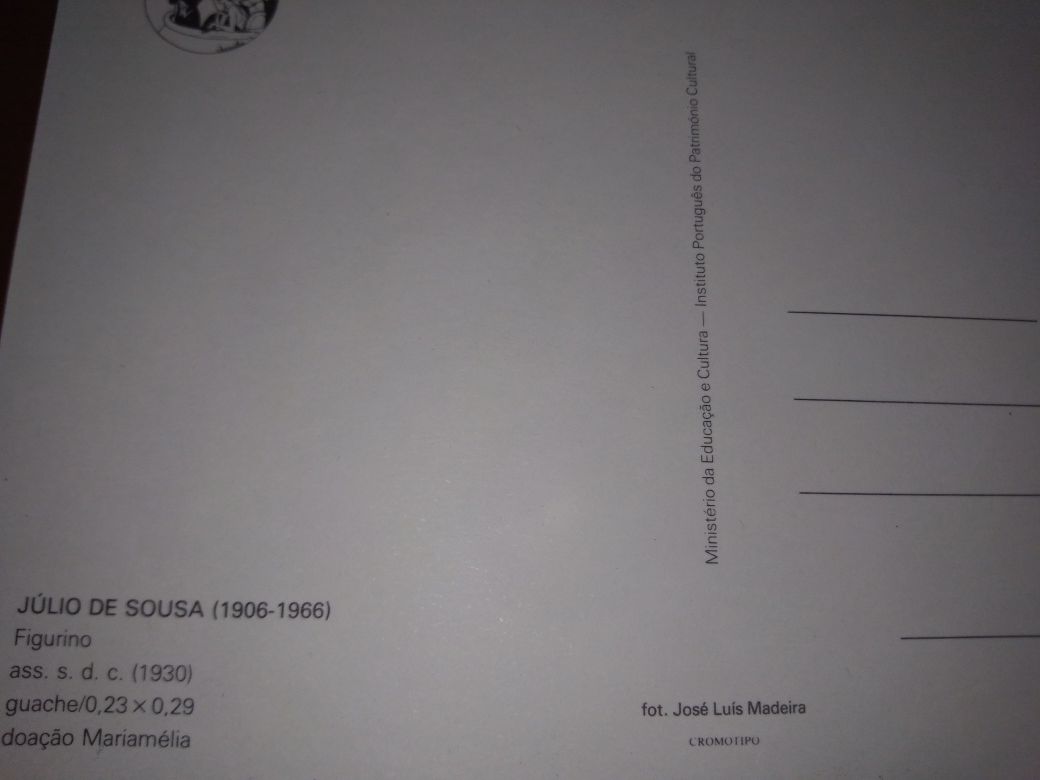 JÚLIO DE SOUSA (1906-1966)
Figurino
ass. s. d. c. (1930)
guache/0,23 × 0,29
doação Mariamélia
Ministério da Educação e Cultura — Instituto Português do Património Cultural
fot. José Luís Madeira
CROMOTIPO